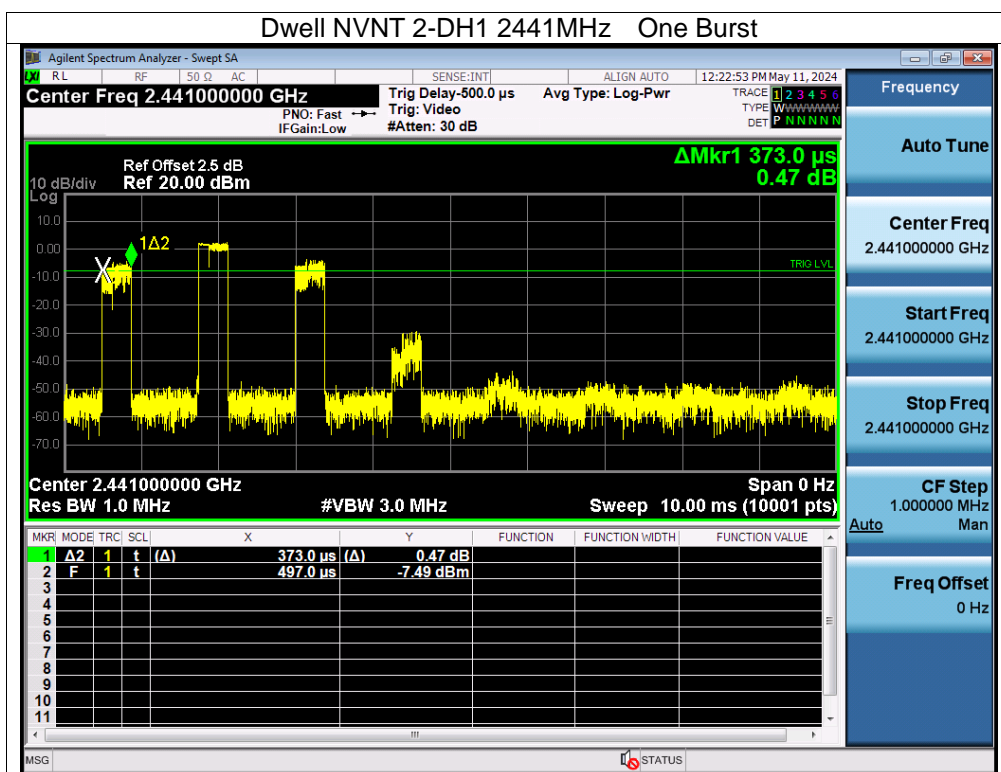 Dwell NVNT 2-DH1 2441MHz One Burst
Agilent Spectrum Analyzer - Swept SA
LXI RL RF 50 Ω AC SENSE:INT ALIGN AUTO 12:22:53 PM May 11, 2024
Center Freq 2.441000000 GHz Trig Delay-500.0 µs Avg Type: Log-Pwr TRACE 1 2 3 4 5 6
PNO: Fast Trig: Video TYPE WWWWWW
IFGain:Low #Atten: 30 dB DET P N N N N N
ΔMkr1 373.0 µs
0.47 dB
Ref Offset 2.5 dB
10 dB/div Ref 20.00 dBm
Log
10.0
0.00
-10.0
-20.0
-30.0
-40.0
-50.0
-60.0
-70.0
X
1Δ2
TRIG LVL
Center 2.441000000 GHz Span 0 Hz
Res BW 1.0 MHz #VBW 3.0 MHz Sweep 10.00 ms (10001 pts)
MKR MODE TRC SCL X Y FUNCTION FUNCTION WIDTH FUNCTION VALUE
1 Δ2 1 t (Δ) 373.0 µs (Δ) 0.47 dB
2 F 1 t 497.0 µs -7.49 dBm
3
4
5
6
7
8
9
10
11
MSG STATUS
Frequency
Auto Tune
Center Freq
2.441000000 GHz
Start Freq
2.441000000 GHz
Stop Freq
2.441000000 GHz
CF Step
1.000000 MHz
Auto Man
Freq Offset
0 Hz